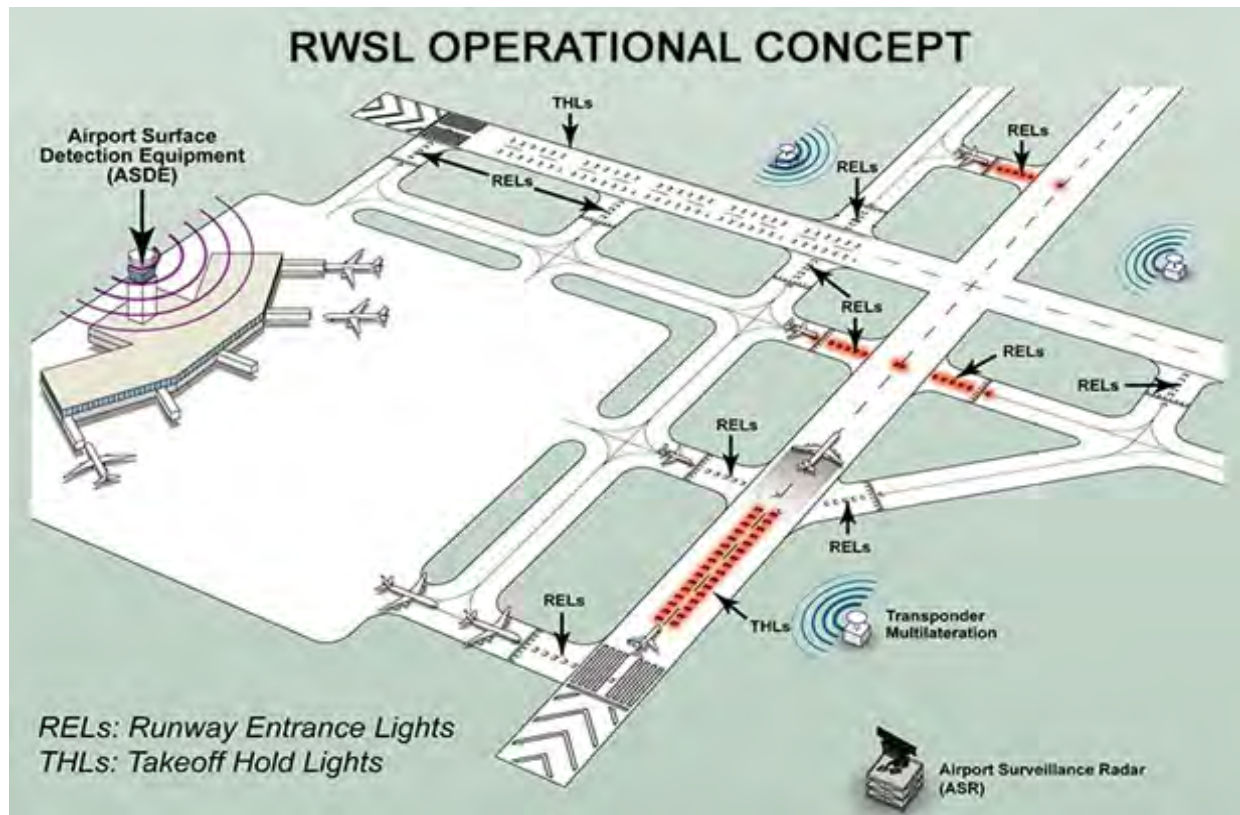 RWSL OPERATIONAL CONCEPT
THLs
Airport Surface
Detection Equipment
(ASDE)
RELs
RELs
RELs
RELs
RELs
RELs
RELs
RELs
RELs
THLs
Transponder
Multilateration
RELs: Runway Entrance Lights
THLs: Takeoff Hold Lights
Airport Surveillance Radar
(ASR)